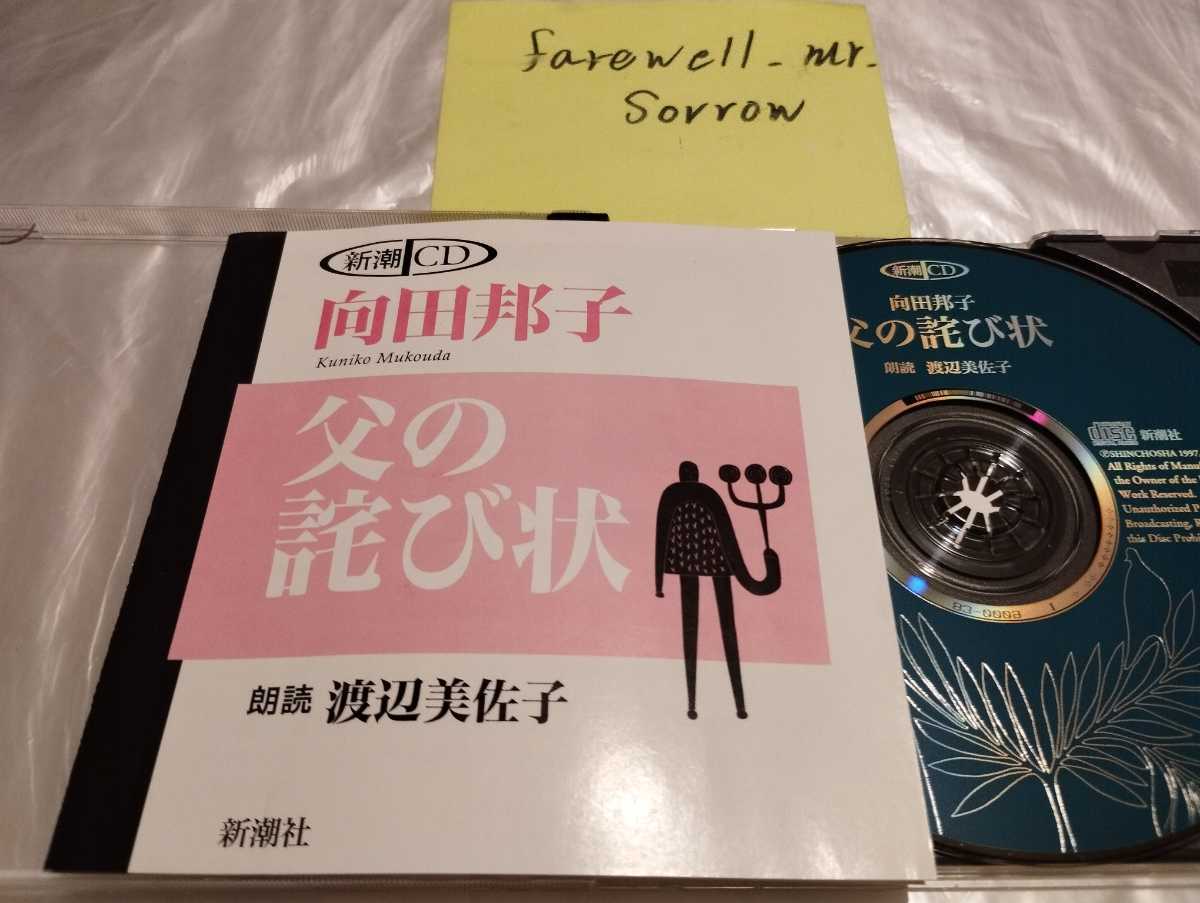 farewell_mr.
Sorrow
新潮CD
向田邦子
Kuniko Mukouda
父の
詫び状
朗読 渡辺美佐子
新潮社
新潮CD
向田邦子
父の詫び状
朗読 渡辺美佐子
disc 新潮社
℗SHINCHOSHA 1997.
All Rights of
the Owner of the
Work Reserved.
Unauthorized
Broadcasting,
this Disc